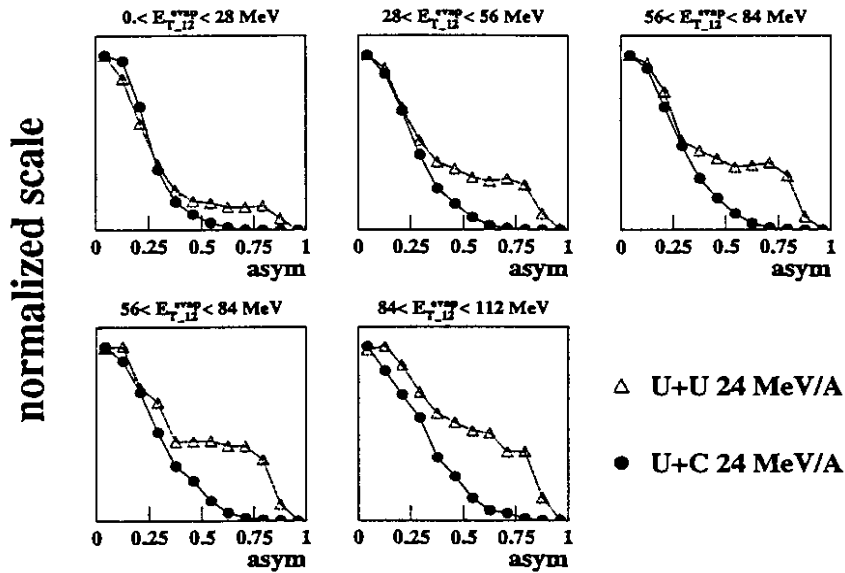 0.< E_T_12^evap < 28 MeV
28< E_T_12^evap < 56 MeV
56< E_T_12^evap < 84 MeV
normalized scale
0 0.25 0.5 0.75 1
asym
0 0.25 0.5 0.75 1
asym
0 0.25 0.5 0.75 1
asym
56< E_T_12^evap < 84 MeV
84< E_T_12^evap < 112 MeV
0 0.25 0.5 0.75 1
asym
0 0.25 0.5 0.75 1
asym
△ U+U 24 MeV/A
● U+C 24 MeV/A